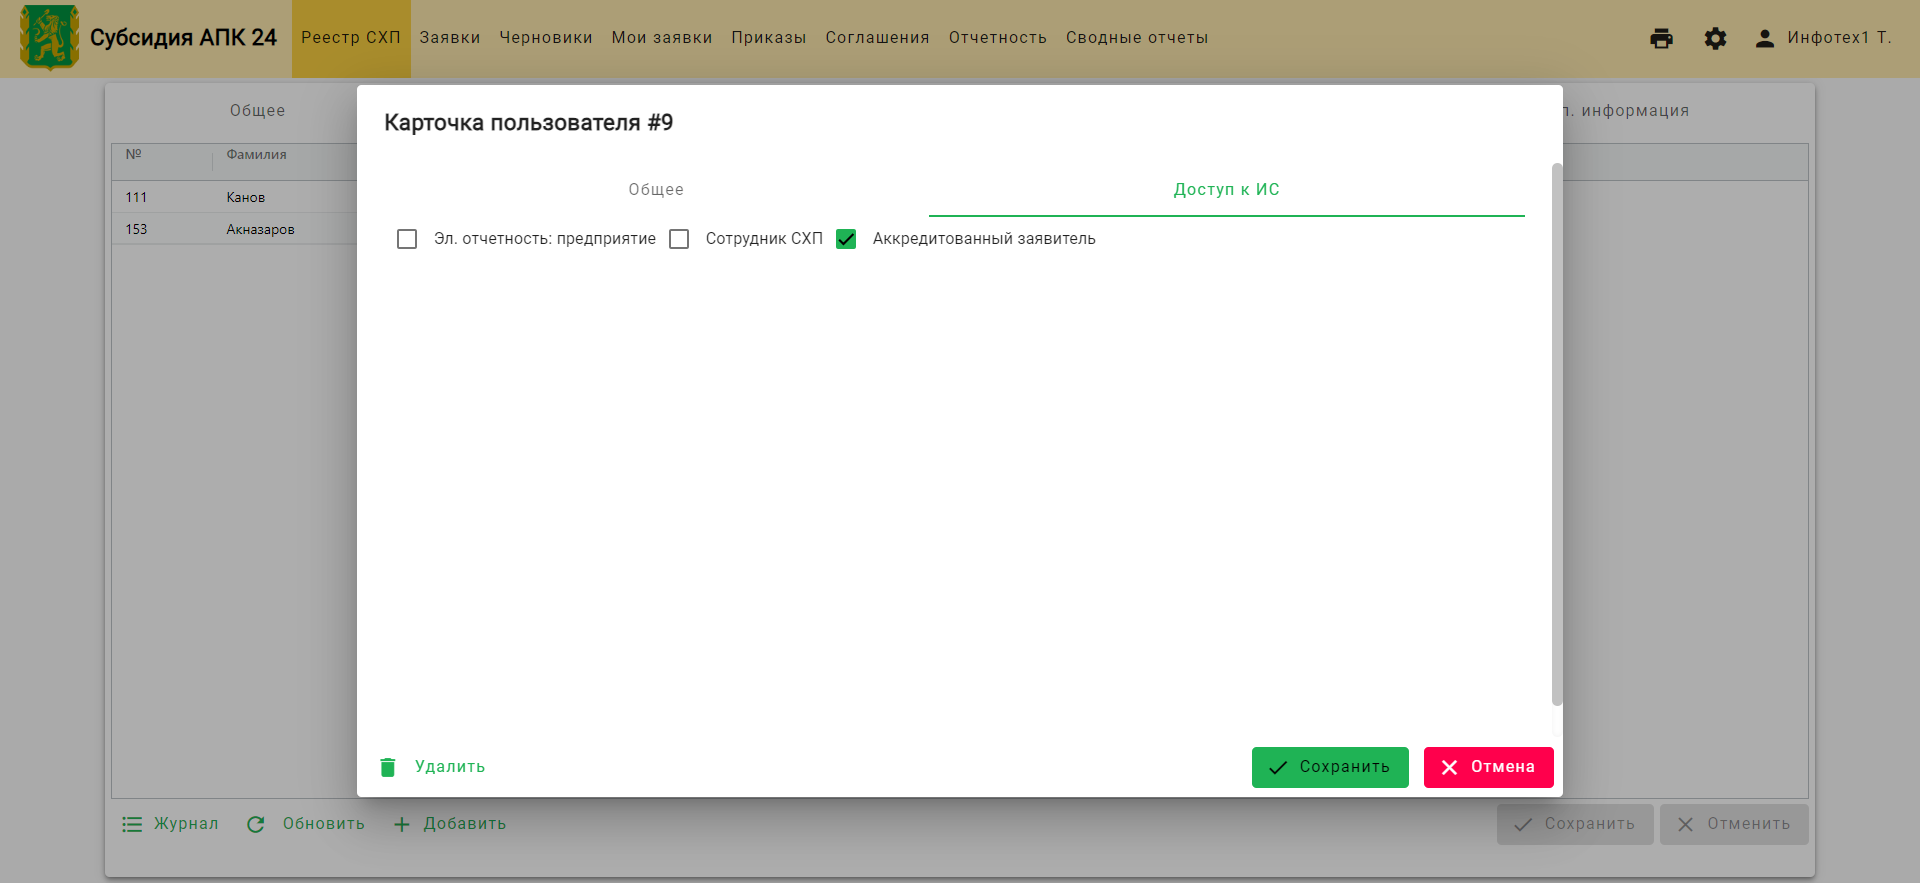 Субсидия АПК 24
Реестр СХП
Заявки
Черновики
Мои заявки
Приказы
Соглашения
Отчетность
Сводные отчеты
Инфотех1 Т.
Общее
информация
№
Фамилия
111
Канов
153
Акназаров
Карточка пользователя #9
Общее
Доступ к ИС
Эл. отчетность: предприятие
Сотрудник СХП
Аккредитованный заявитель
Удалить
Сохранить
Отмена
Журнал
Обновить
Добавить
Сохранить
Отменить